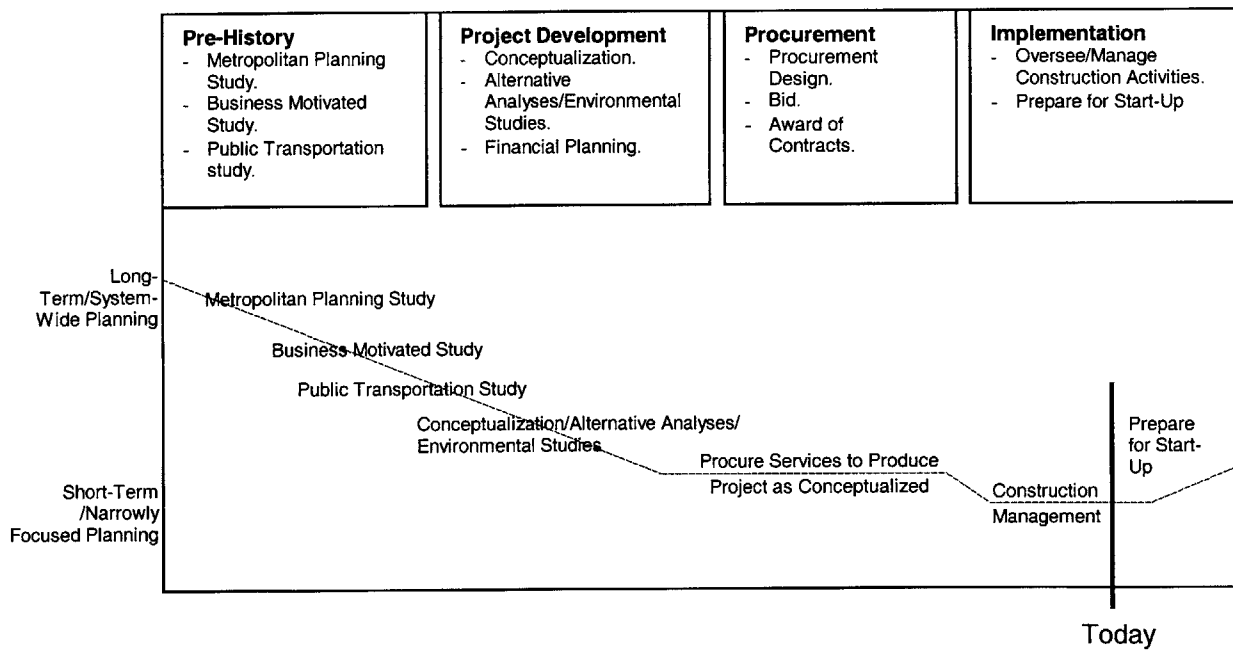 Pre-History
- Metropolitan Planning
Study.
- Business Motivated
Study.
- Public Transportation
study.
Project Development
- Conceptualization.
- Alternative
Analyses/Environmental
Studies.
- Financial Planning.
Procurement
- Procurement
Design.
- Bid.
- Award of
Contracts.
Implementation
- Oversee/Manage
Construction Activities.
- Prepare for Start-Up
Long-
Term/System-
Wide Planning
Metropolitan Planning Study
Business Motivated Study
Public Transportation Study
Conceptualization/Alternative Analyses/
Environmental Studies
Procure Services to Produce
Project as Conceptualized
Construction
Management
Prepare
for Start-
Up
Short-Term
/Narrowly
Focused Planning
Today